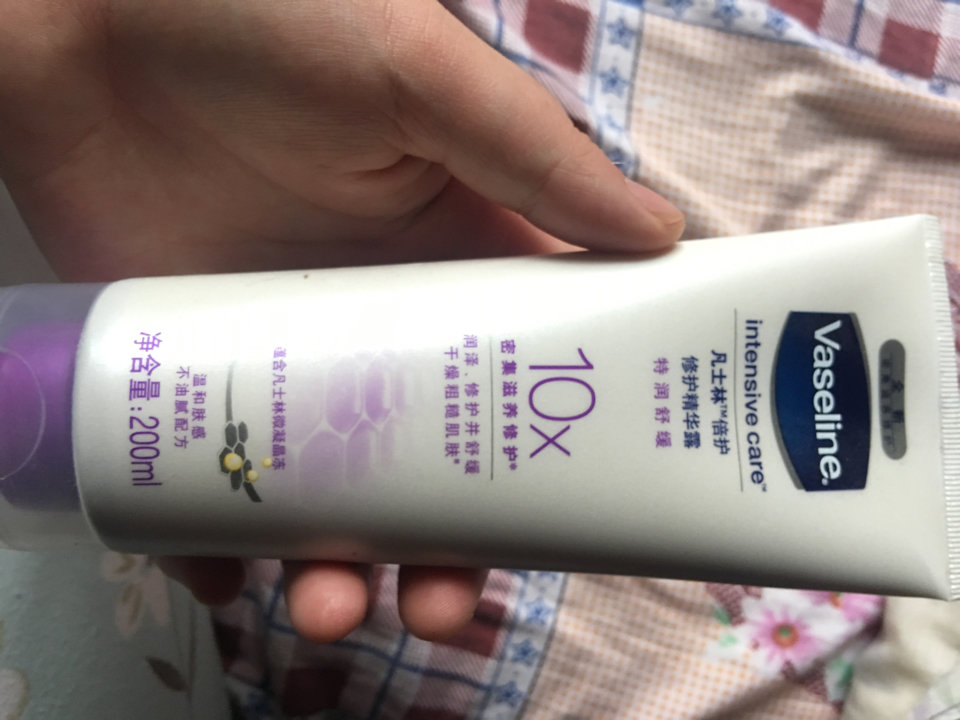 Vaseline.
intensive care™
凡士林™倍护
修护精华露
特润舒缓
10x
密集滋养修护*
润泽、修护并舒缓
干燥粗糙肌肤*
蕴含凡士林微凝晶冻
温和肤感
不油腻配方
净含量:200ml